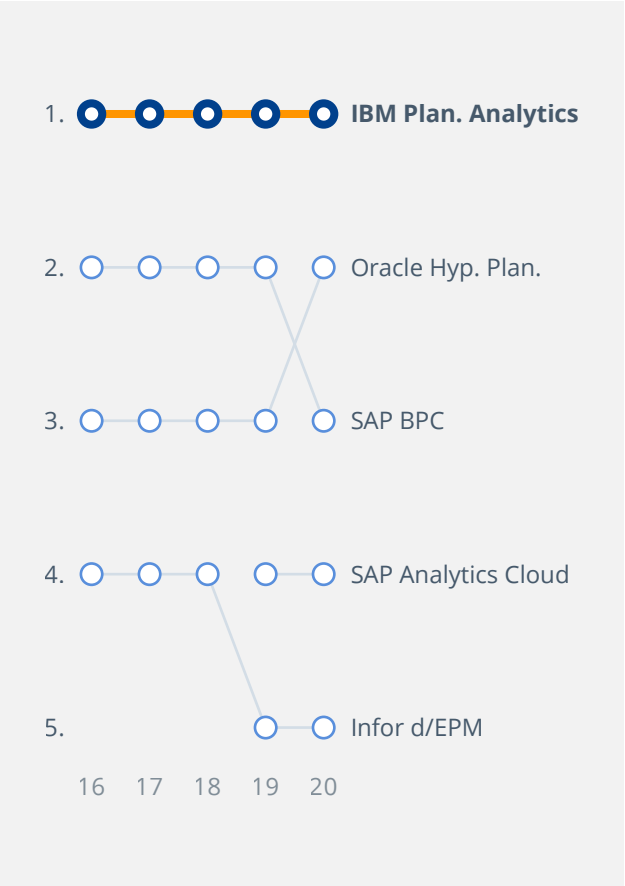 1. IBM Plan. Analytics
2. Oracle Hyp. Plan.
3. SAP BPC
4. SAP Analytics Cloud
5. Infor d/EPM
16 17 18 19 20